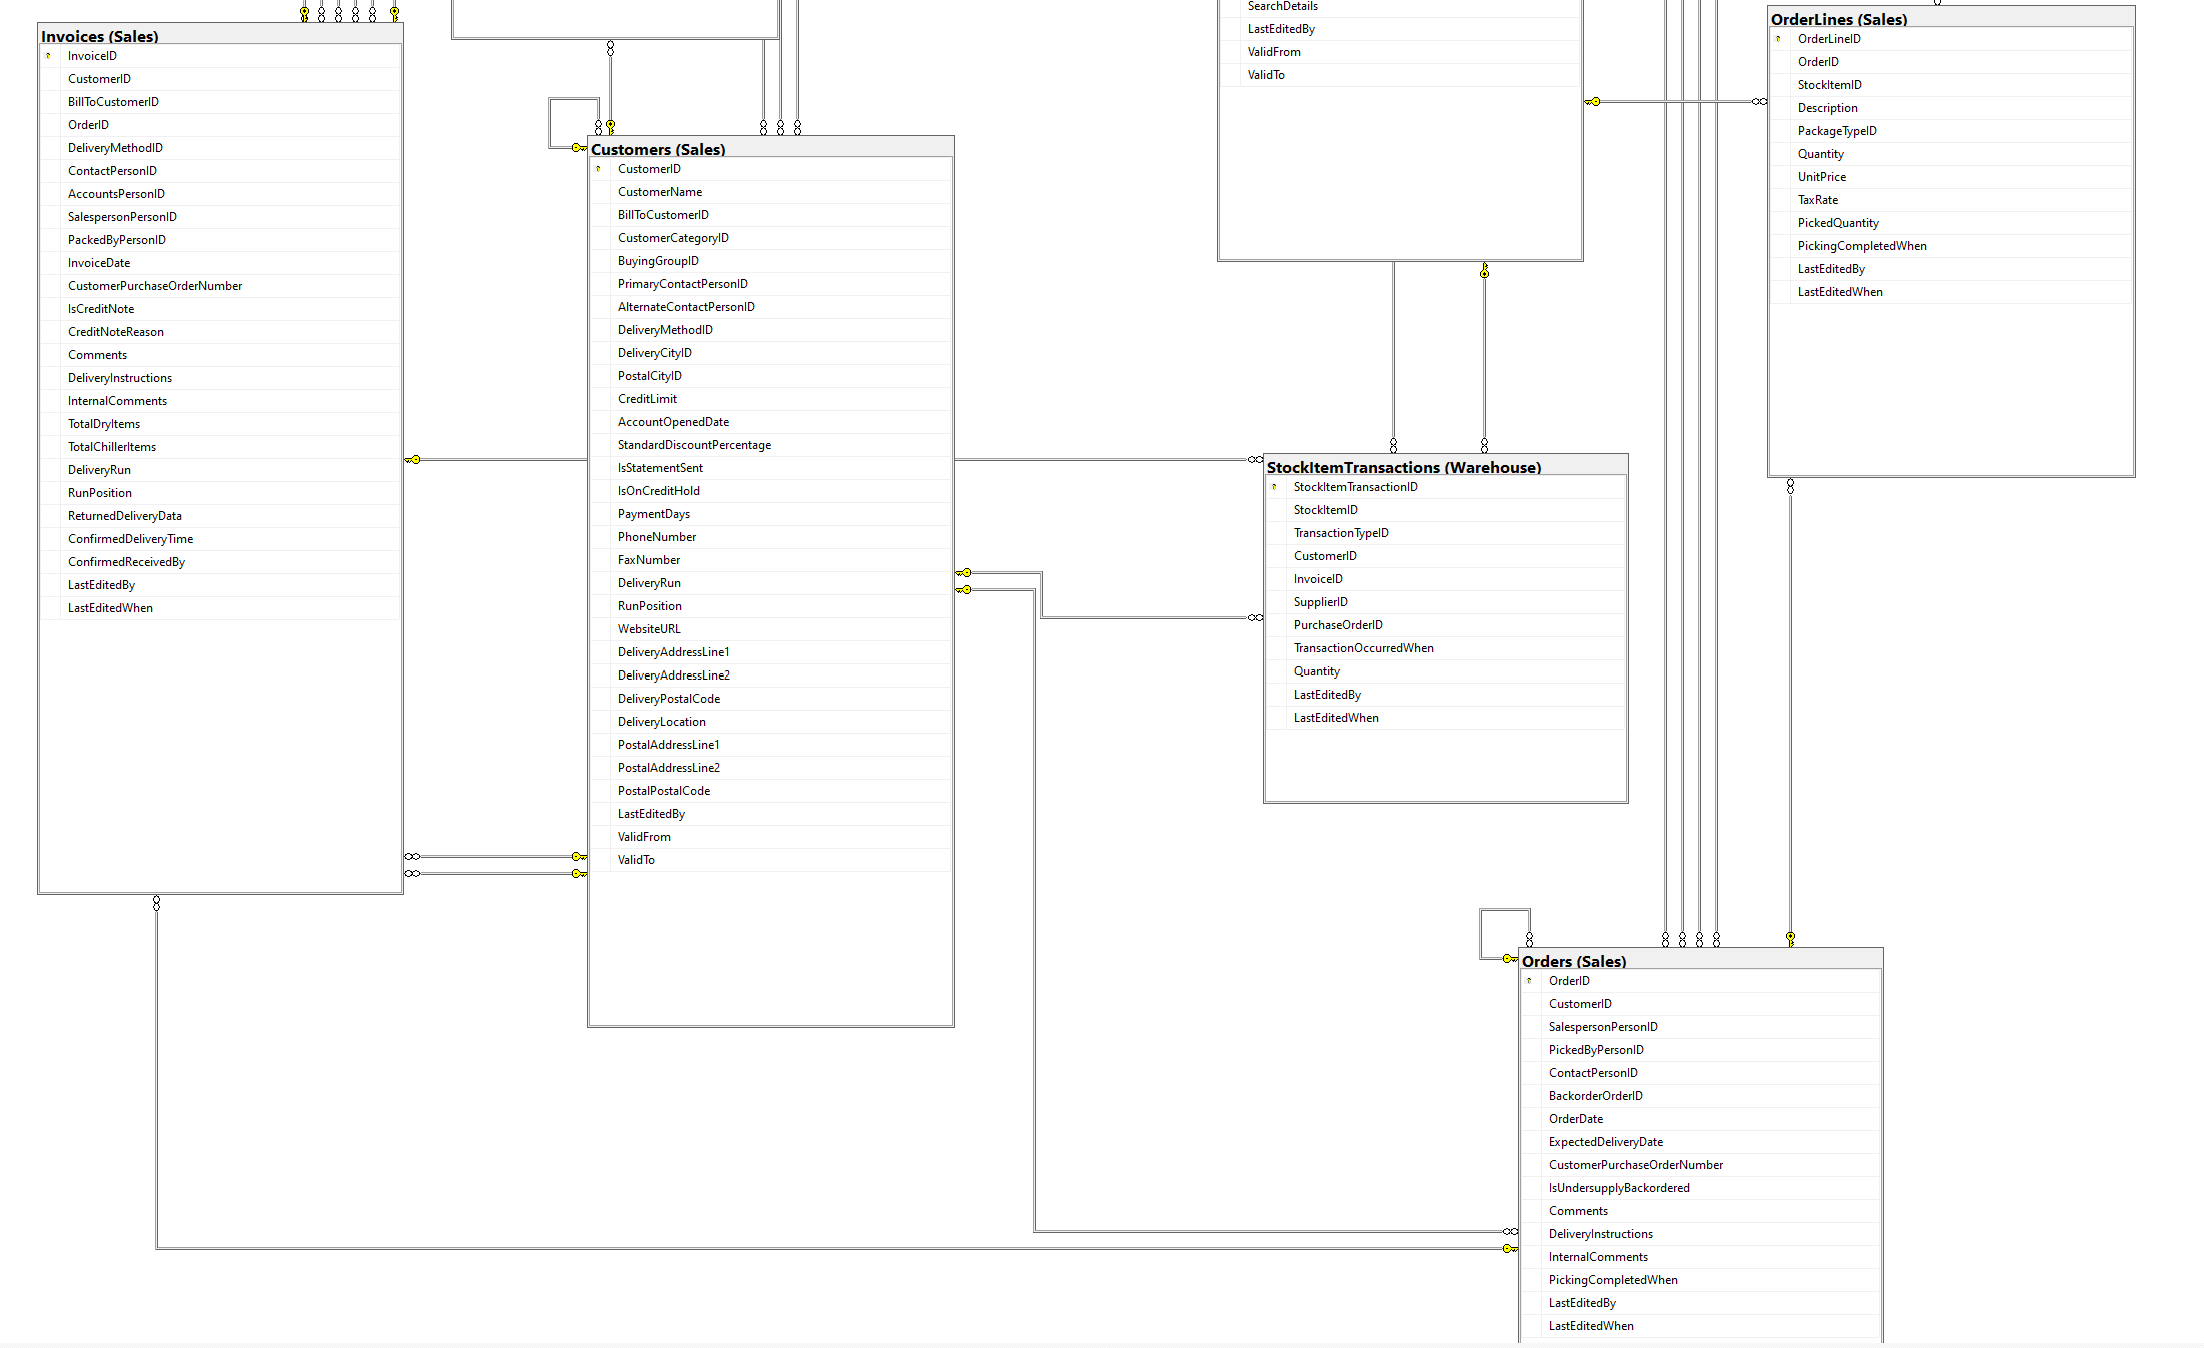 Invoices (Sales)
InvoiceID
CustomerID
BillToCustomerID
OrderID
DeliveryMethodID
ContactPersonID
AccountsPersonID
SalespersonPersonID
PackedByPersonID
InvoiceDate
CustomerPurchaseOrderNumber
IsCreditNote
CreditNoteReason
Comments
DeliveryInstructions
InternalComments
TotalDryItems
TotalChillerItems
DeliveryRun
RunPosition
ReturnedDeliveryData
ConfirmedDeliveryTime
ConfirmedReceivedBy
LastEditedBy
LastEditedWhen
Customers (Sales)
CustomerID
CustomerName
BillToCustomerID
CustomerCategoryID
BuyingGroupID
PrimaryContactPersonID
AlternateContactPersonID
DeliveryMethodID
DeliveryCityID
PostalCityID
CreditLimit
AccountOpenedDate
StandardDiscountPercentage
IsStatementSent
IsOnCreditHold
PaymentDays
PhoneNumber
FaxNumber
DeliveryRun
RunPosition
WebsiteURL
DeliveryAddressLine1
DeliveryAddressLine2
DeliveryPostalCode
DeliveryLocation
PostalAddressLine1
PostalAddressLine2
PostalPostalCode
LastEditedBy
ValidFrom
ValidTo
SearchDetails
LastEditedBy
ValidFrom
ValidTo
StockItemTransactions (Warehouse)
StockItemTransactionID
StockItemID
TransactionTypeID
CustomerID
InvoiceID
SupplierID
PurchaseOrderID
TransactionOccurredWhen
Quantity
LastEditedBy
LastEditedWhen
OrderLines (Sales)
OrderLineID
OrderID
StockItemID
Description
PackageTypeID
Quantity
UnitPrice
TaxRate
PickedQuantity
PickingCompletedWhen
LastEditedBy
LastEditedWhen
Orders (Sales)
OrderID
CustomerID
SalespersonPersonID
PickedByPersonID
ContactPersonID
BackorderOrderID
OrderDate
ExpectedDeliveryDate
CustomerPurchaseOrderNumber
IsUndersupplyBackordered
Comments
DeliveryInstructions
InternalComments
PickingCompletedWhen
LastEditedBy
LastEditedWhen